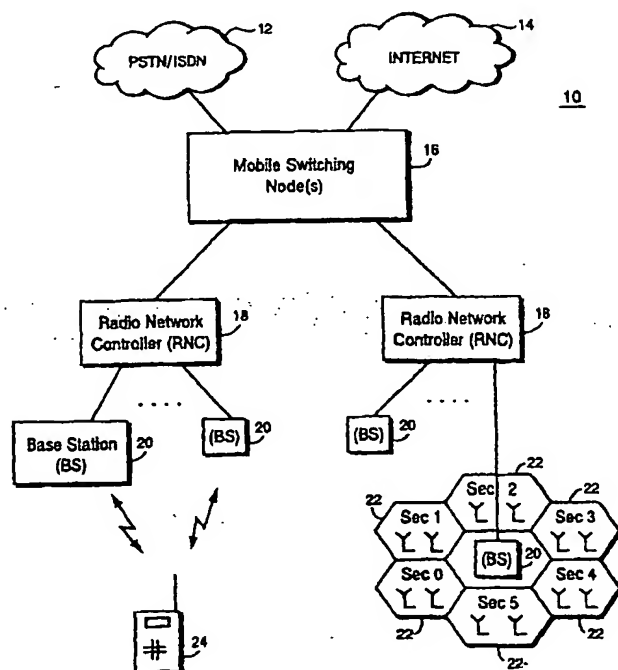 12
PSTN/ISDN
14
INTERNET
10
16
Mobile Switching
Node(s)
Radio Network
Controller (RNC)
18
Radio Network
Controller (RNC)
18
Base Station
(BS)
20
(BS)
20
(BS)
20
22
22
Sec 2
22
Sec 1
Sec 3
(BS)
20
Sec 0
Sec 4
Sec 5
22
22
22
24